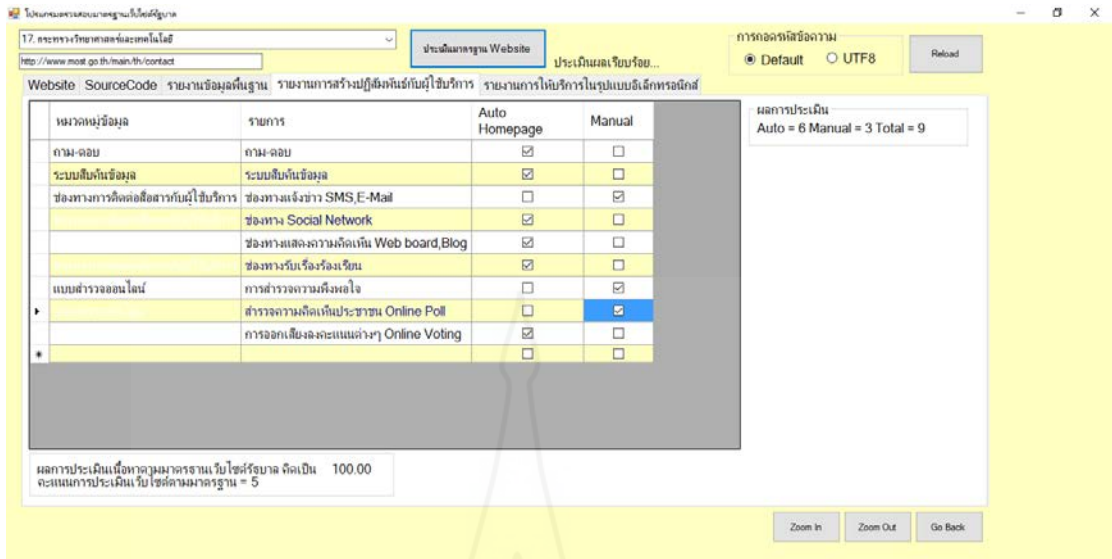 โปรแกรมตรวจสอบมาตรฐานเว็บไซต์รัฐบาล
17. กระทรวงวิทยาศาสตร์และเทคโนโลยี
http://www.most.go.th/main/th/contact
ประเมินมาตรฐาน Website
ประเมินผลเรียบร้อย...
การถอดรหัสข้อความ
Default UTF8
Reload
Website SourceCode รายงานข้อมูลพื้นฐาน รายงานการสร้างปฏิสัมพันธ์กับผู้ใช้บริการ รายงานการให้บริการในรูปแบบอิเล็กทรอนิกส์
หมวดหมู่ข้อมูล รายการ Auto Homepage Manual
ถาม-ตอบ ถาม-ตอบ
ระบบสืบค้นข้อมูล ระบบสืบค้นข้อมูล
ช่องทางการติดต่อสื่อสารกับผู้ใช้บริการ ช่องทางแจ้งข่าว SMS,E-Mail
ช่องทาง Social Network
ช่องทางแสดงความคิดเห็น Web board,Blog
ช่องทางรับเรื่องร้องเรียน
แบบสำรวจออนไลน์ การสำรวจความพึงพอใจ
สำรวจความคิดเห็นประชาชน Online Poll
การออกเสียงลงคะแนนต่างๆ Online Voting
ผลการประเมิน
Auto = 6 Manual = 3 Total = 9
ผลการประเมินเนื้อหาตามมาตรฐานเว็บไซต์รัฐบาล คิดเป็น 100.00
คะแนนการประเมินเว็บไซต์ตามมาตรฐาน = 5
Zoom In Zoom Out Go Back